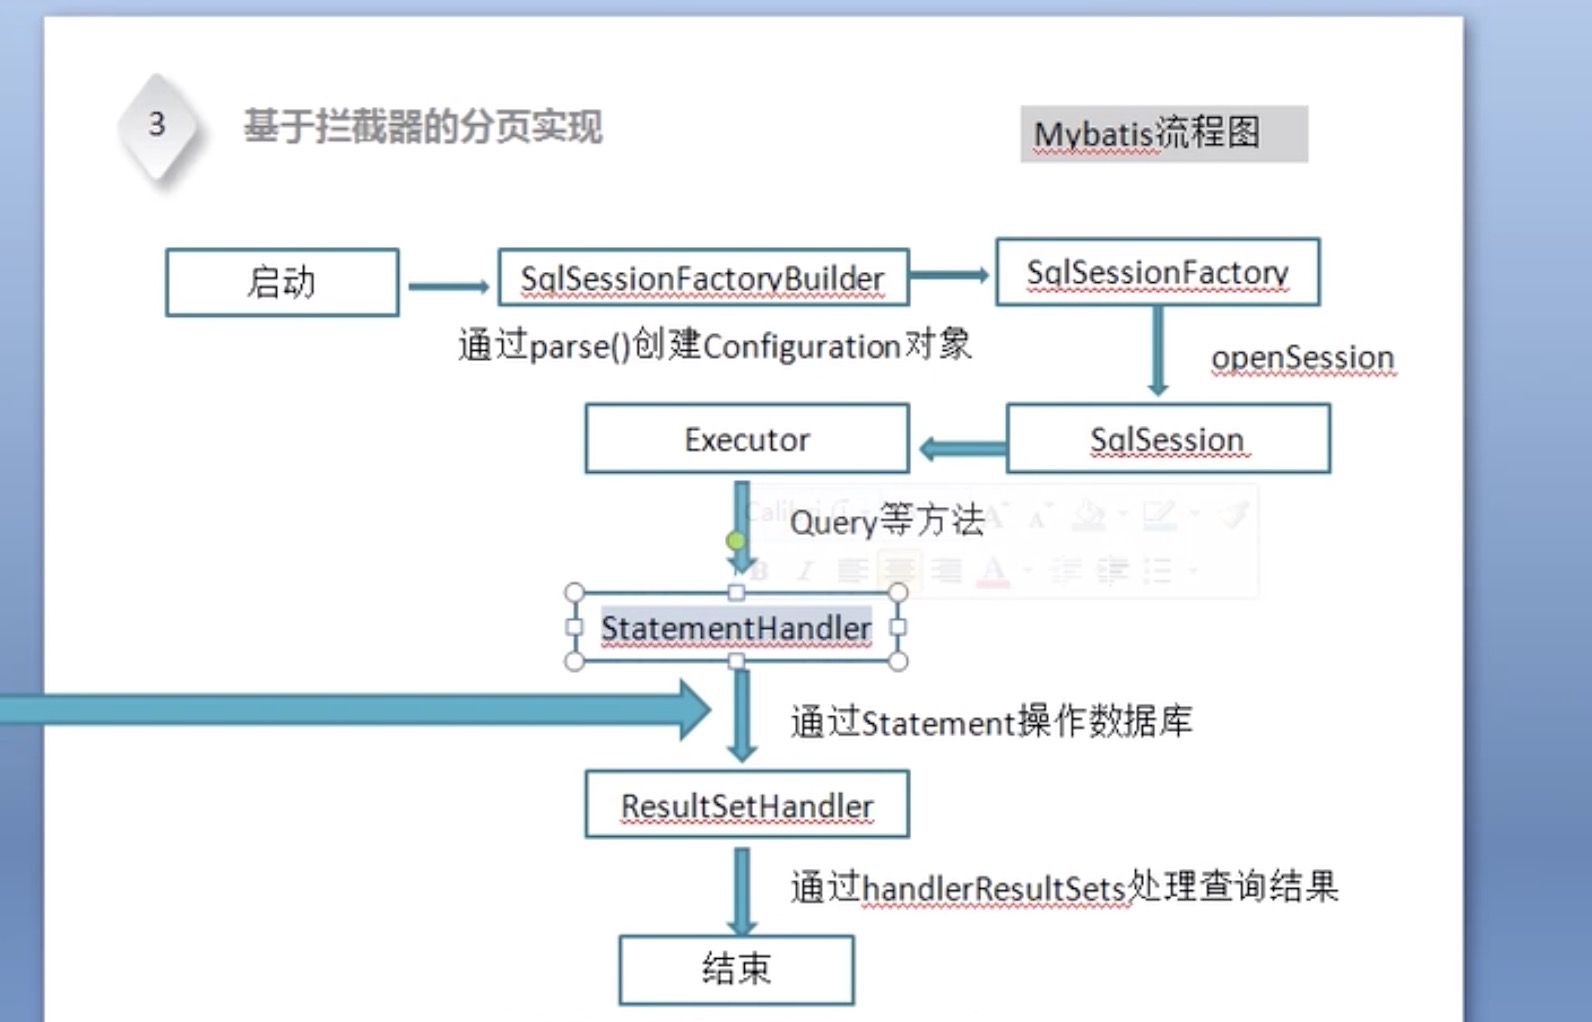 3
基于拦截器的分页实现
Mybatis流程图
启动
SqlSessionFactoryBuilder
SqlSessionFactory
通过parse()创建Configuration对象
openSession
Executor
SqlSession
Query等方法
StatementHandler
通过Statement操作数据库
ResultSetHandler
通过handlerResultSets处理查询结果
结束